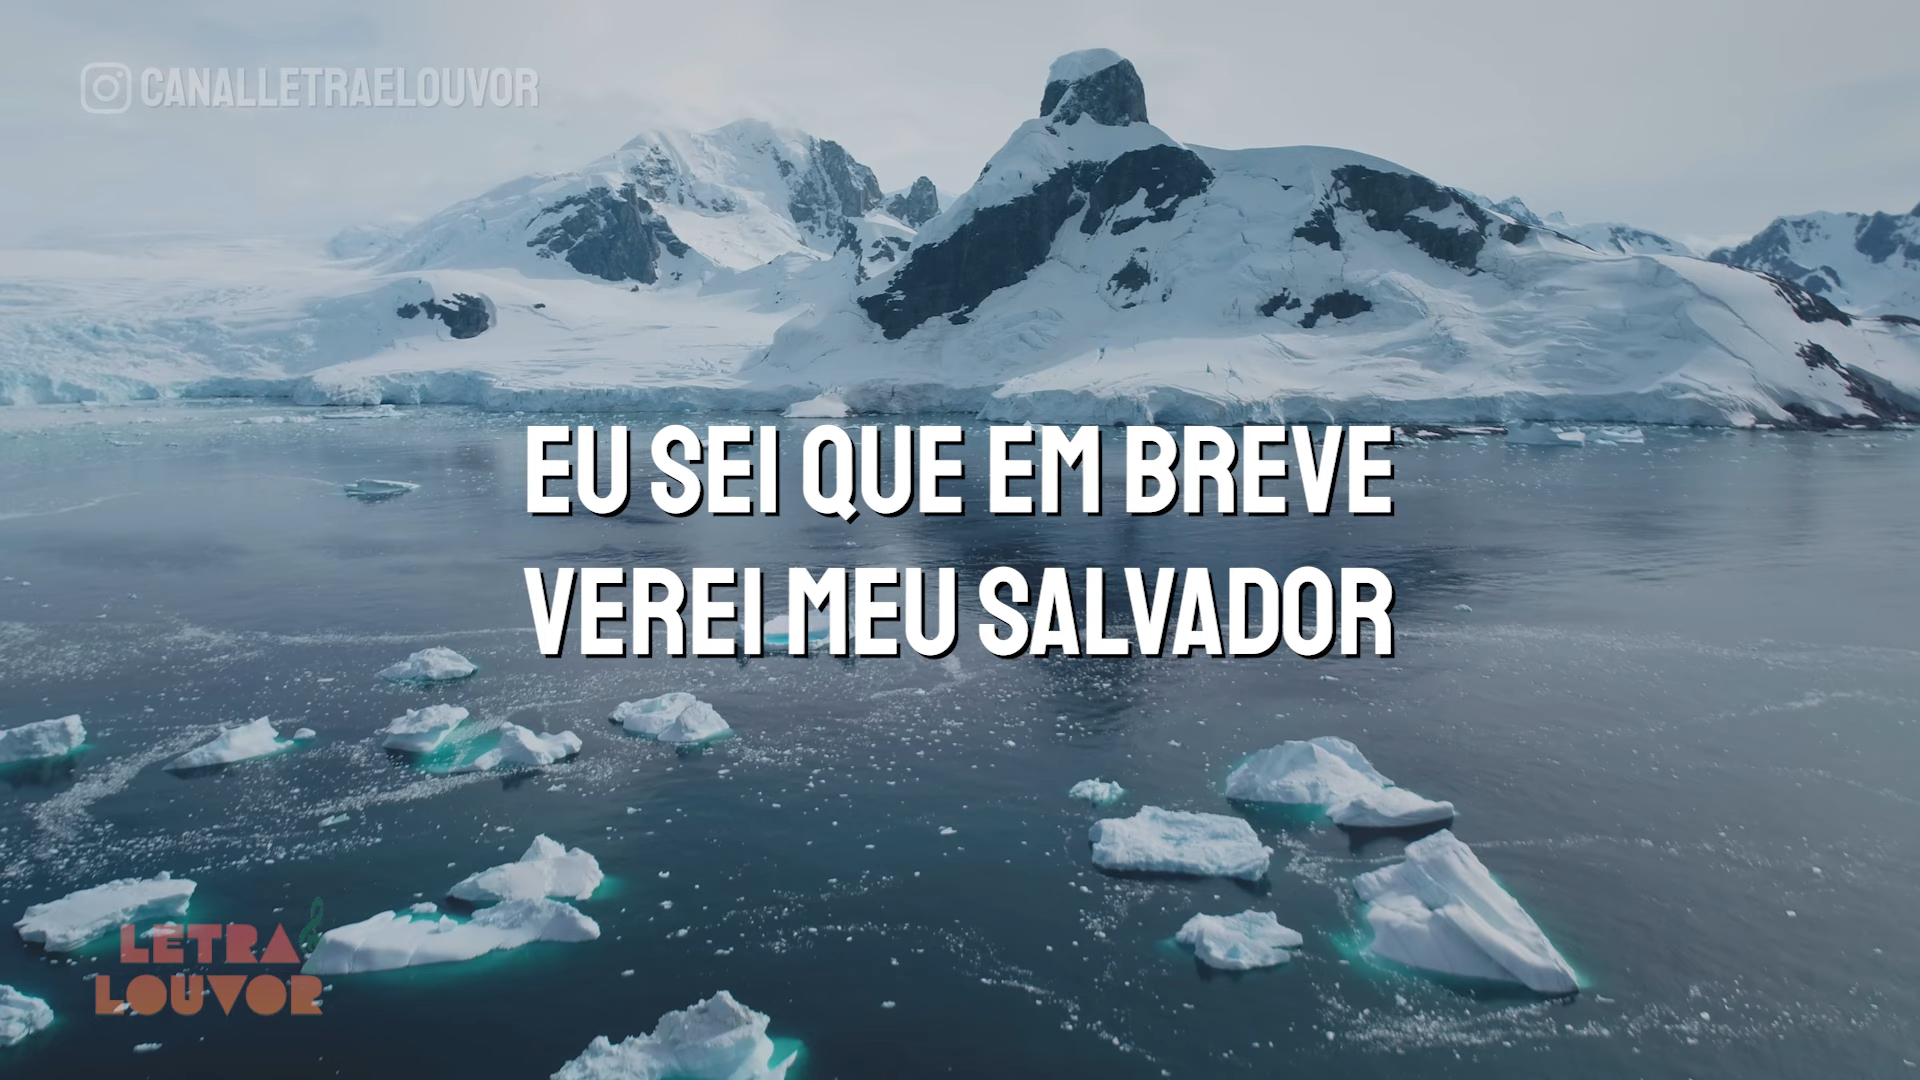 CANALLETRAELOUVOR
EU SEI QUE EM BREVE
VEREI MEU SALVADOR
LETRA
LOUVOR